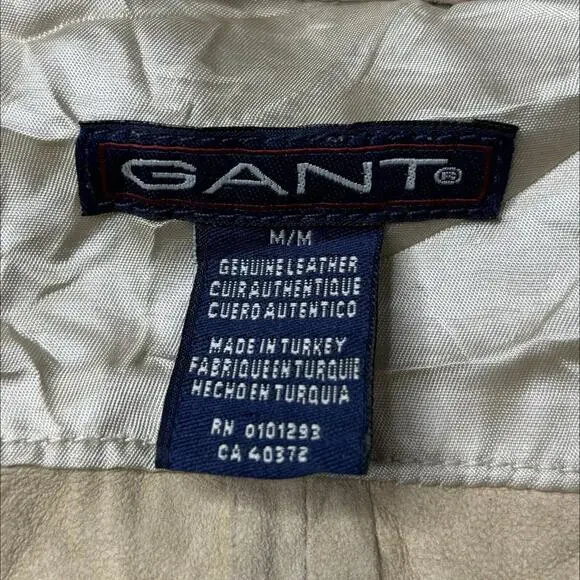 GANT®
M/M
GENUINE LEATHER
CUIR AUTHENTIQUE
CUERO AUTENTICO
MADE IN TURKEY
FABRIQUE EN TURQUIE
HECHO EN TURQUIA
RN 0101293
CA 40372